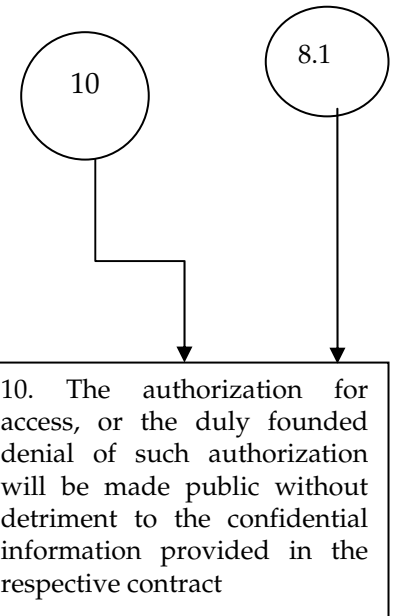 10
8.1
10. The authorization for
access, or the duly founded
denial of such authorization
will be made public without
detriment to the confidential
information provided in the
respective contract